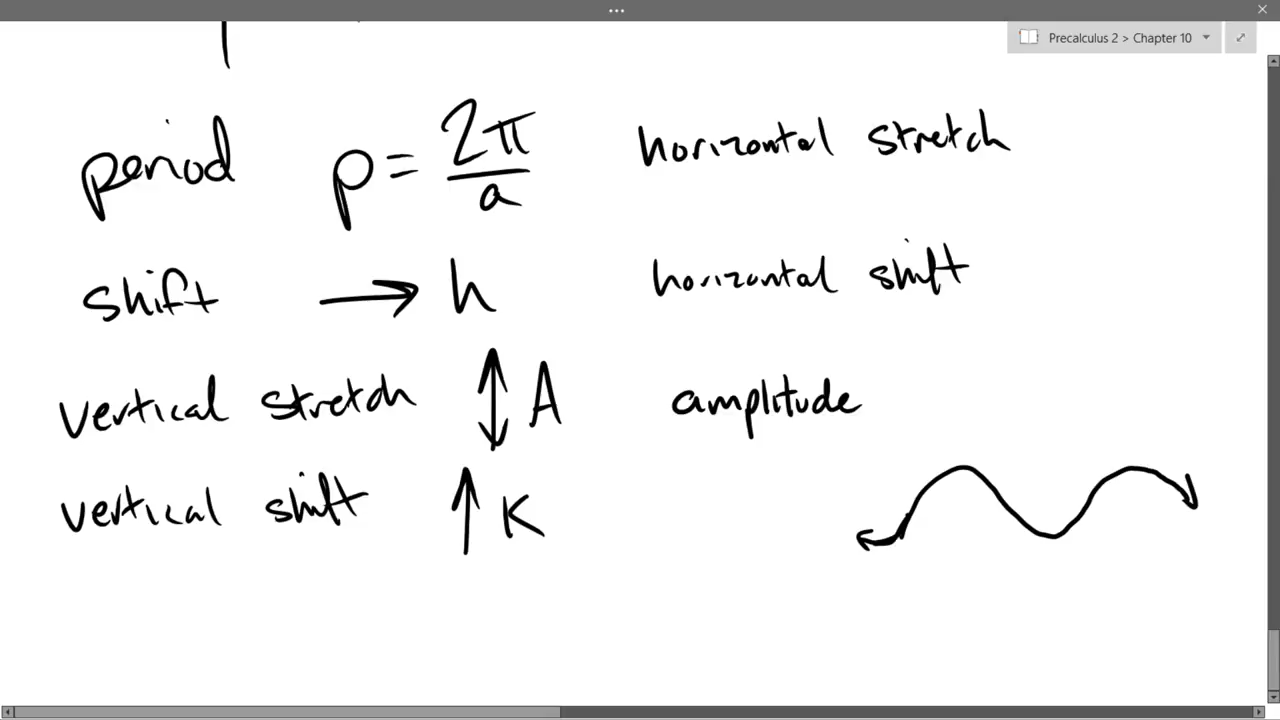 Precalculus 2 > Chapter 10
period p = 2π/a horizontal stretch
shift → h horizontal shift
vertical stretch ↕ A amplitude
vertical shift ↑ K